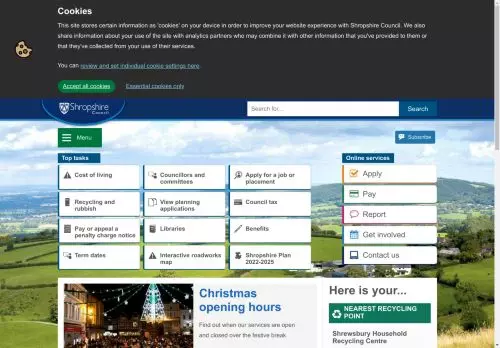 Cookies
This site stores certain information as 'cookies' on your device in order to improve your website experience with Shropshire Council. We also
share information about your use of the site with analytics partners who may combine it with other information that you've provided to them or
that they've collected from your use of their services.
You can review and set individual cookie settings here.
Accept all cookies
Essential cookies only
Shropshire
Council
Search for...
Search
Menu
Subscribe
Top tasks
Cost of living
Councillors and
committees
Apply for a job or
placement
Recycling and
rubbish
View planning
applications
Council tax
Pay or appeal a
penalty charge notice
Libraries
Benefits
Term dates
Interactive roadworks
map
Shropshire Plan
2022-2025
Online services
Apply
Pay
Report
Get involved
Contact us
Christmas
opening hours
Find out when our services are open
and closed over the festive break
Here is your...
NEAREST RECYCLING
POINT
Shrewsbury Household
Recycling Centre